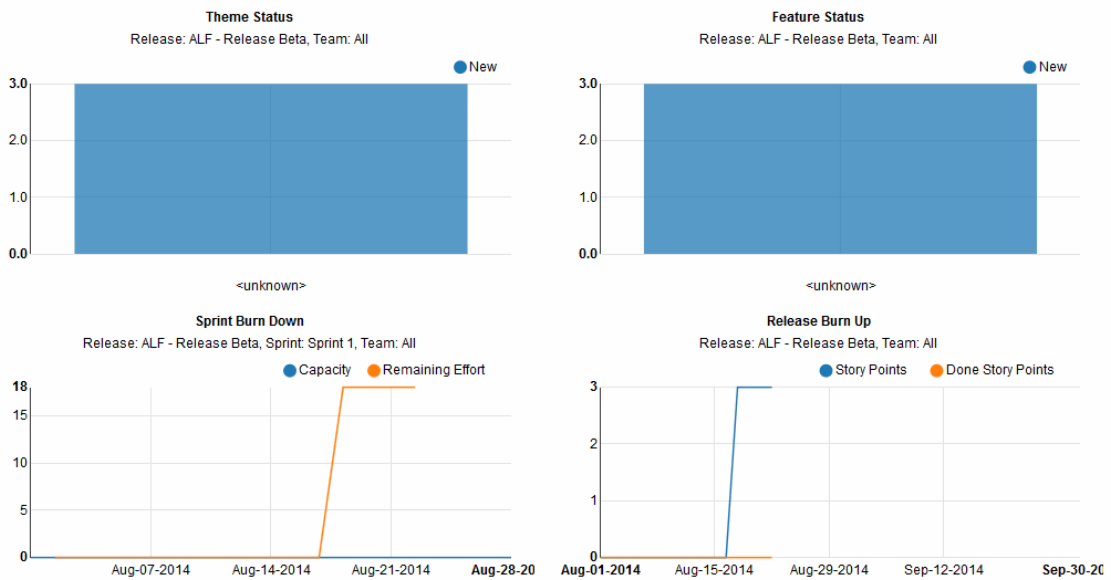 Theme Status
Release: ALF - Release Beta, Team: All
New
3.0
2.0
1.0
0.0
<unknown>
Feature Status
Release: ALF - Release Beta, Team: All
New
3.0
2.0
1.0
0.0
<unknown>
Sprint Burn Down
Release: ALF - Release Beta, Sprint: Sprint 1, Team: All
Capacity Remaining Effort
18
15
10
5
0
Aug-07-2014 Aug-14-2014 Aug-21-2014 Aug-28-20
Release Burn Up
Release: ALF - Release Beta, Team: All
Story Points Done Story Points
3
2
1
0
Aug-01-2014 Aug-15-2014 Aug-29-2014 Sep-12-2014 Sep-30-20